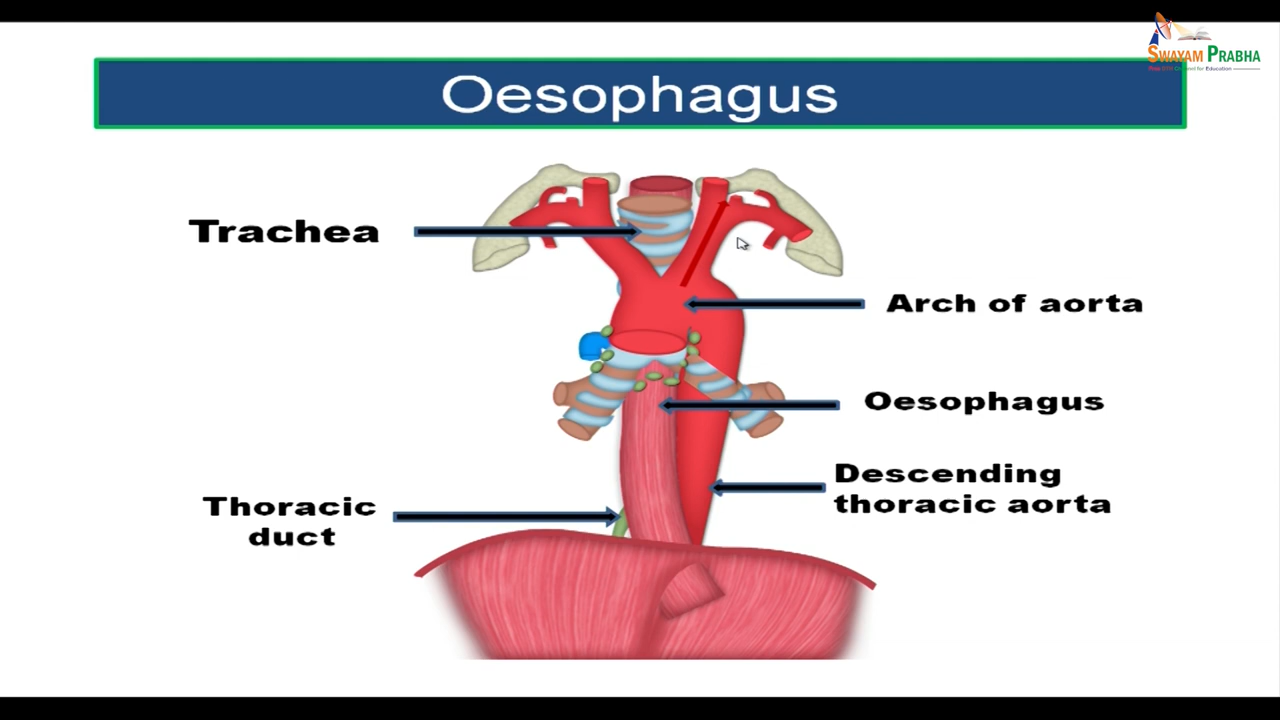 SWAYAM PRABHA
Oesophagus
Trachea
Arch of aorta
Oesophagus
Descending
thoracic aorta
Thoracic
duct